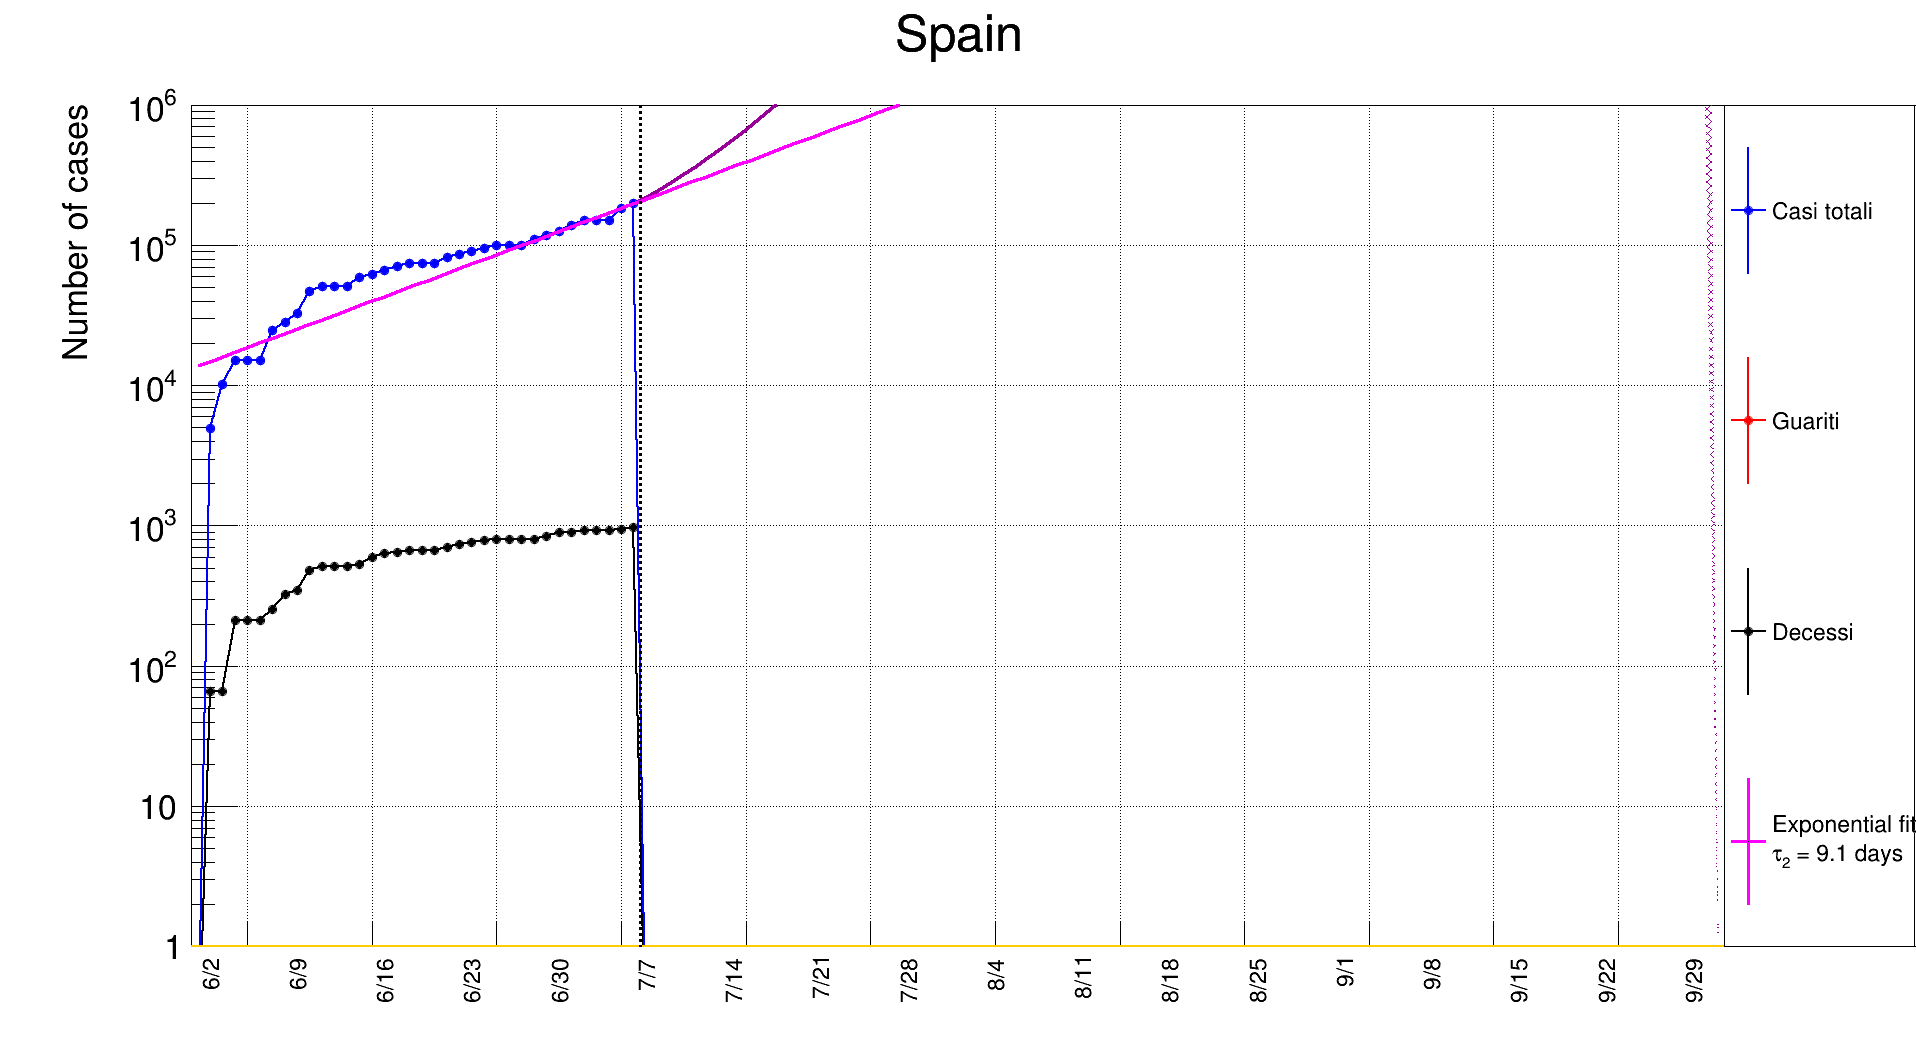 Spain
Number of cases
10^6
10^5
10^4
10^3
10^2
10
1
6/2 6/9 6/16 6/23 6/30 7/7 7/14 7/21 7/28 8/4 8/11 8/18 8/25 9/1 9/8 9/15 9/22 9/29
Casi totali
Guariti
Decessi
Exponential fit
τ₂ = 9.1 days